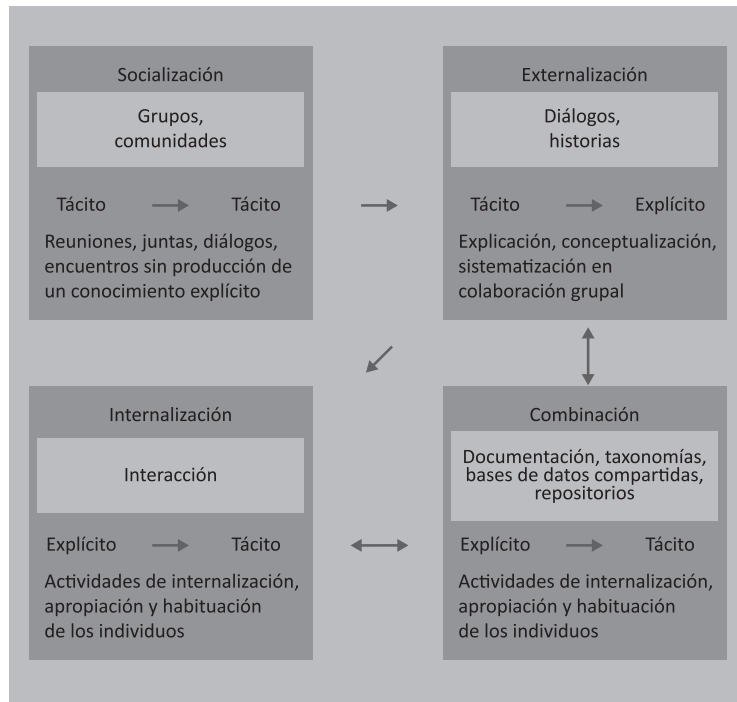 Socialización
Grupos,
comunidades
Tácito
Tácito
Reuniones, juntas, diálogos,
encuentros sin producción de
un conocimiento explícito
Externalización
Diálogos,
historias
Tácito
Explícito
Explicación, conceptualización,
sistematización en
colaboración grupal
Internalización
Interacción
Explícito
Tácito
Actividades de internalización,
apropiación y habituación
de los individuos
Combinación
Documentación, taxonomías,
bases de datos compartidas,
repositorios
Explícito
Tácito
Actividades de internalización,
apropiación y habituación
de los individuos